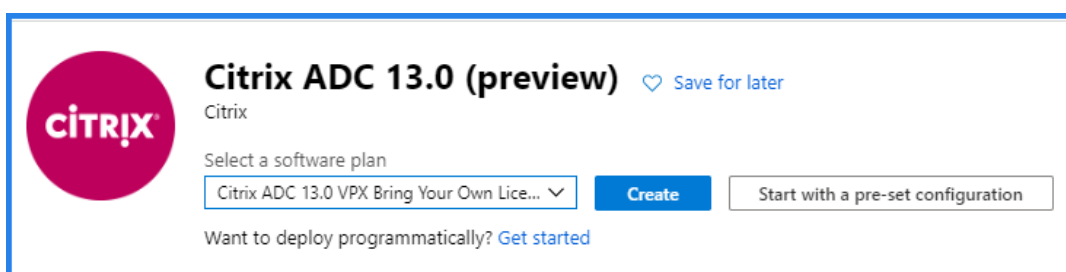 citrix
Citrix ADC 13.0 (preview) Save for later
Citrix
Select a software plan
Citrix ADC 13.0 VPX Bring Your Own Lice...
Create
Start with a pre-set configuration
Want to deploy programmatically? Get started